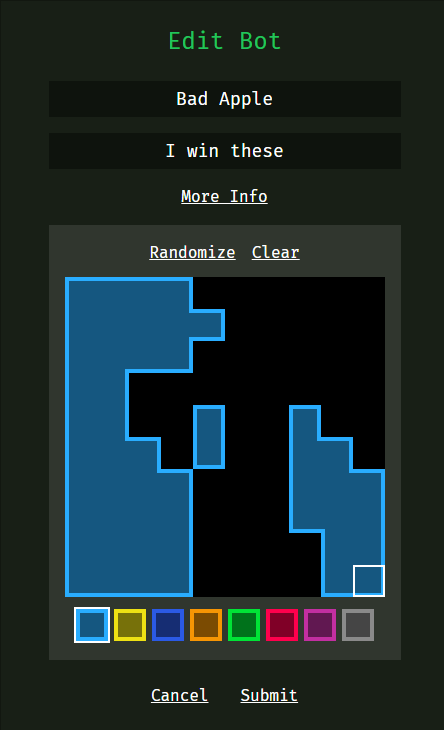 Edit Bot
Bad Apple
I win these
More Info
Randomize Clear
Cancel Submit